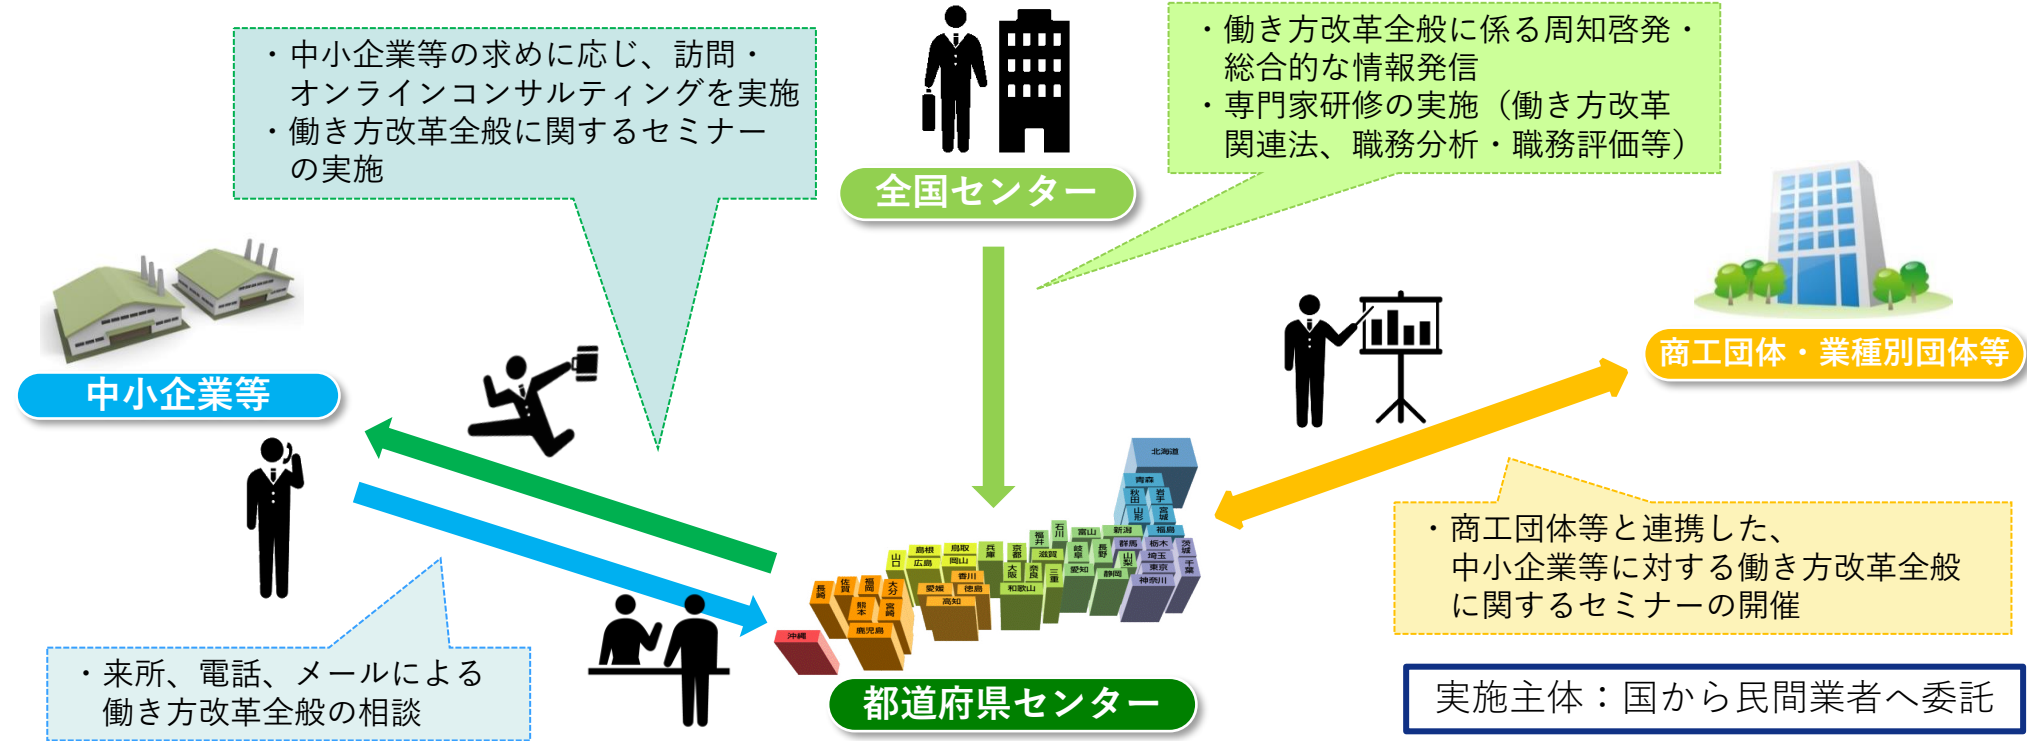 ・中小企業等の求めに応じ、訪問・
オンラインコンサルティングを実施
・働き方改革全般に関するセミナー
の実施
・働き方改革全般に係る周知啓発・
総合的な情報発信
・専門家研修の実施（働き方改革
関連法、職務分析・職務評価等）
全国センター
商工団体・業種別団体等
中小企業等
北海道
青森
秋田
岩手
山形
宮城
福島
新潟
富山
石川
福井
群馬
栃木
茨城
千葉
埼玉
東京
神奈川
山梨
長野
岐阜
静岡
愛知
三重
滋賀
京都
奈良
大阪
和歌山
兵庫
鳥取
島根
岡山
広島
山口
香川
徳島
愛媛
高知
福岡
佐賀
長崎
大分
熊本
宮崎
鹿児島
沖縄
・商工団体等と連携した、
中小企業等に対する働き方改革全般
に関するセミナーの開催
・来所、電話、メールによる
働き方改革全般の相談
都道府県センター
実施主体：国から民間業者へ委託